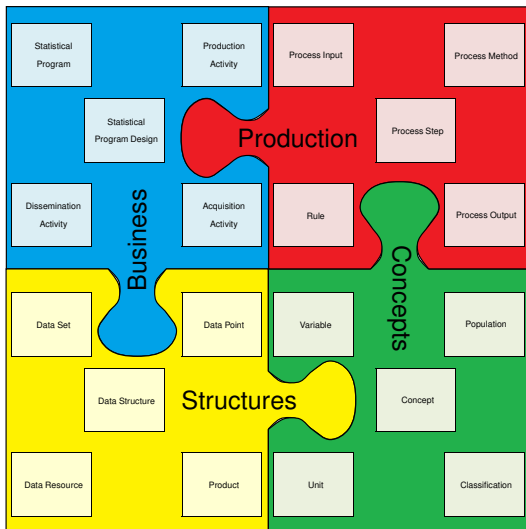 Statistical
Program
Production
Activity
Statistical
Program Design
Dissemination
Activity
Acquisition
Activity
Business
Process Input
Process Method
Production
Process Step
Rule
Process Output
Data Set
Data Point
Data Structure
Structures
Data Resource
Product
Concepts
Variable
Population
Concept
Unit
Classification